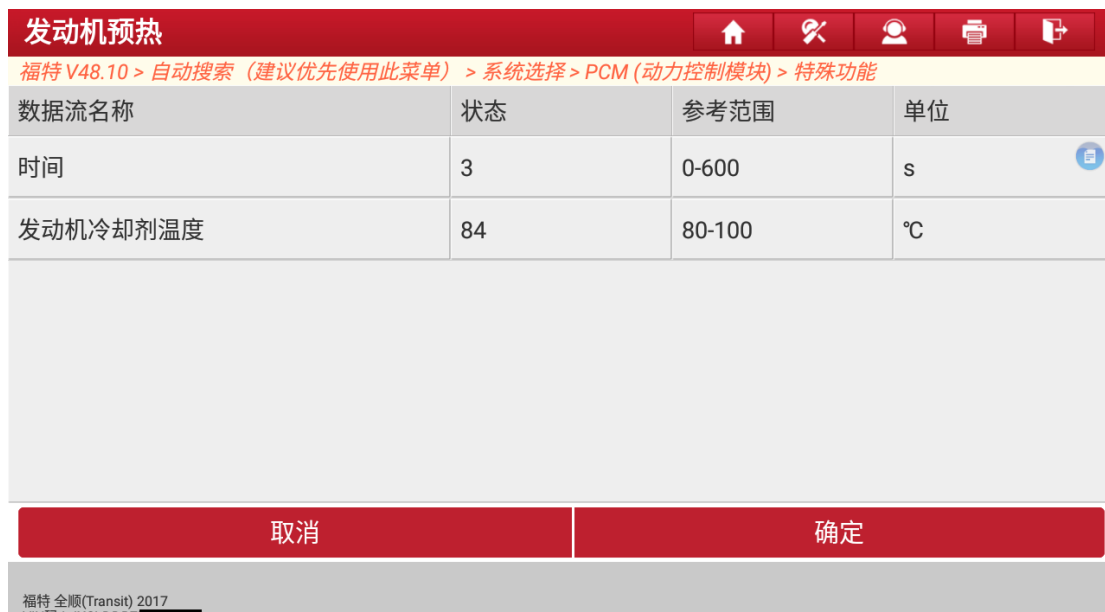 发动机预热
福特 V48.10 > 自动搜索（建议优先使用此菜单） > 系统选择 > PCM (动力控制模块) > 特殊功能
数据流名称 状态 参考范围 单位
时间 3 0-600 s
发动机冷却剂温度 84 80-100 ℃
取消 确定
福特 全顺(Transit) 2017